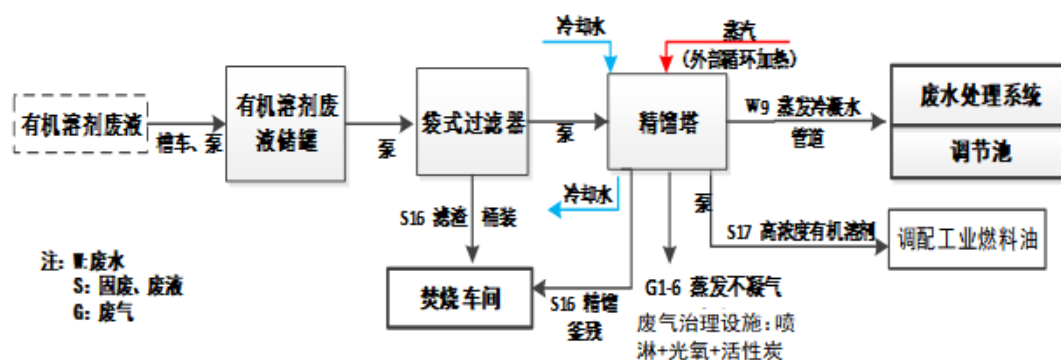 冷却水
蒸汽
(外部循环加热)
有机溶剂废液
槽车、泵
有机溶剂废
液储罐
泵
袋式过滤器
泵
精馏塔
W9 蒸发冷凝水
管道
废水处理系统
调节池
S16 滤渣 桶装
冷却水
泵
S17 高浓度有机溶剂
调配工业燃料油
注: W:废水
S: 固废、废液
G: 废气
焚烧车间
S16 精馏
釜残
G1-6 蒸发不凝气
废气治理设施:喷
淋+光氧+活性炭